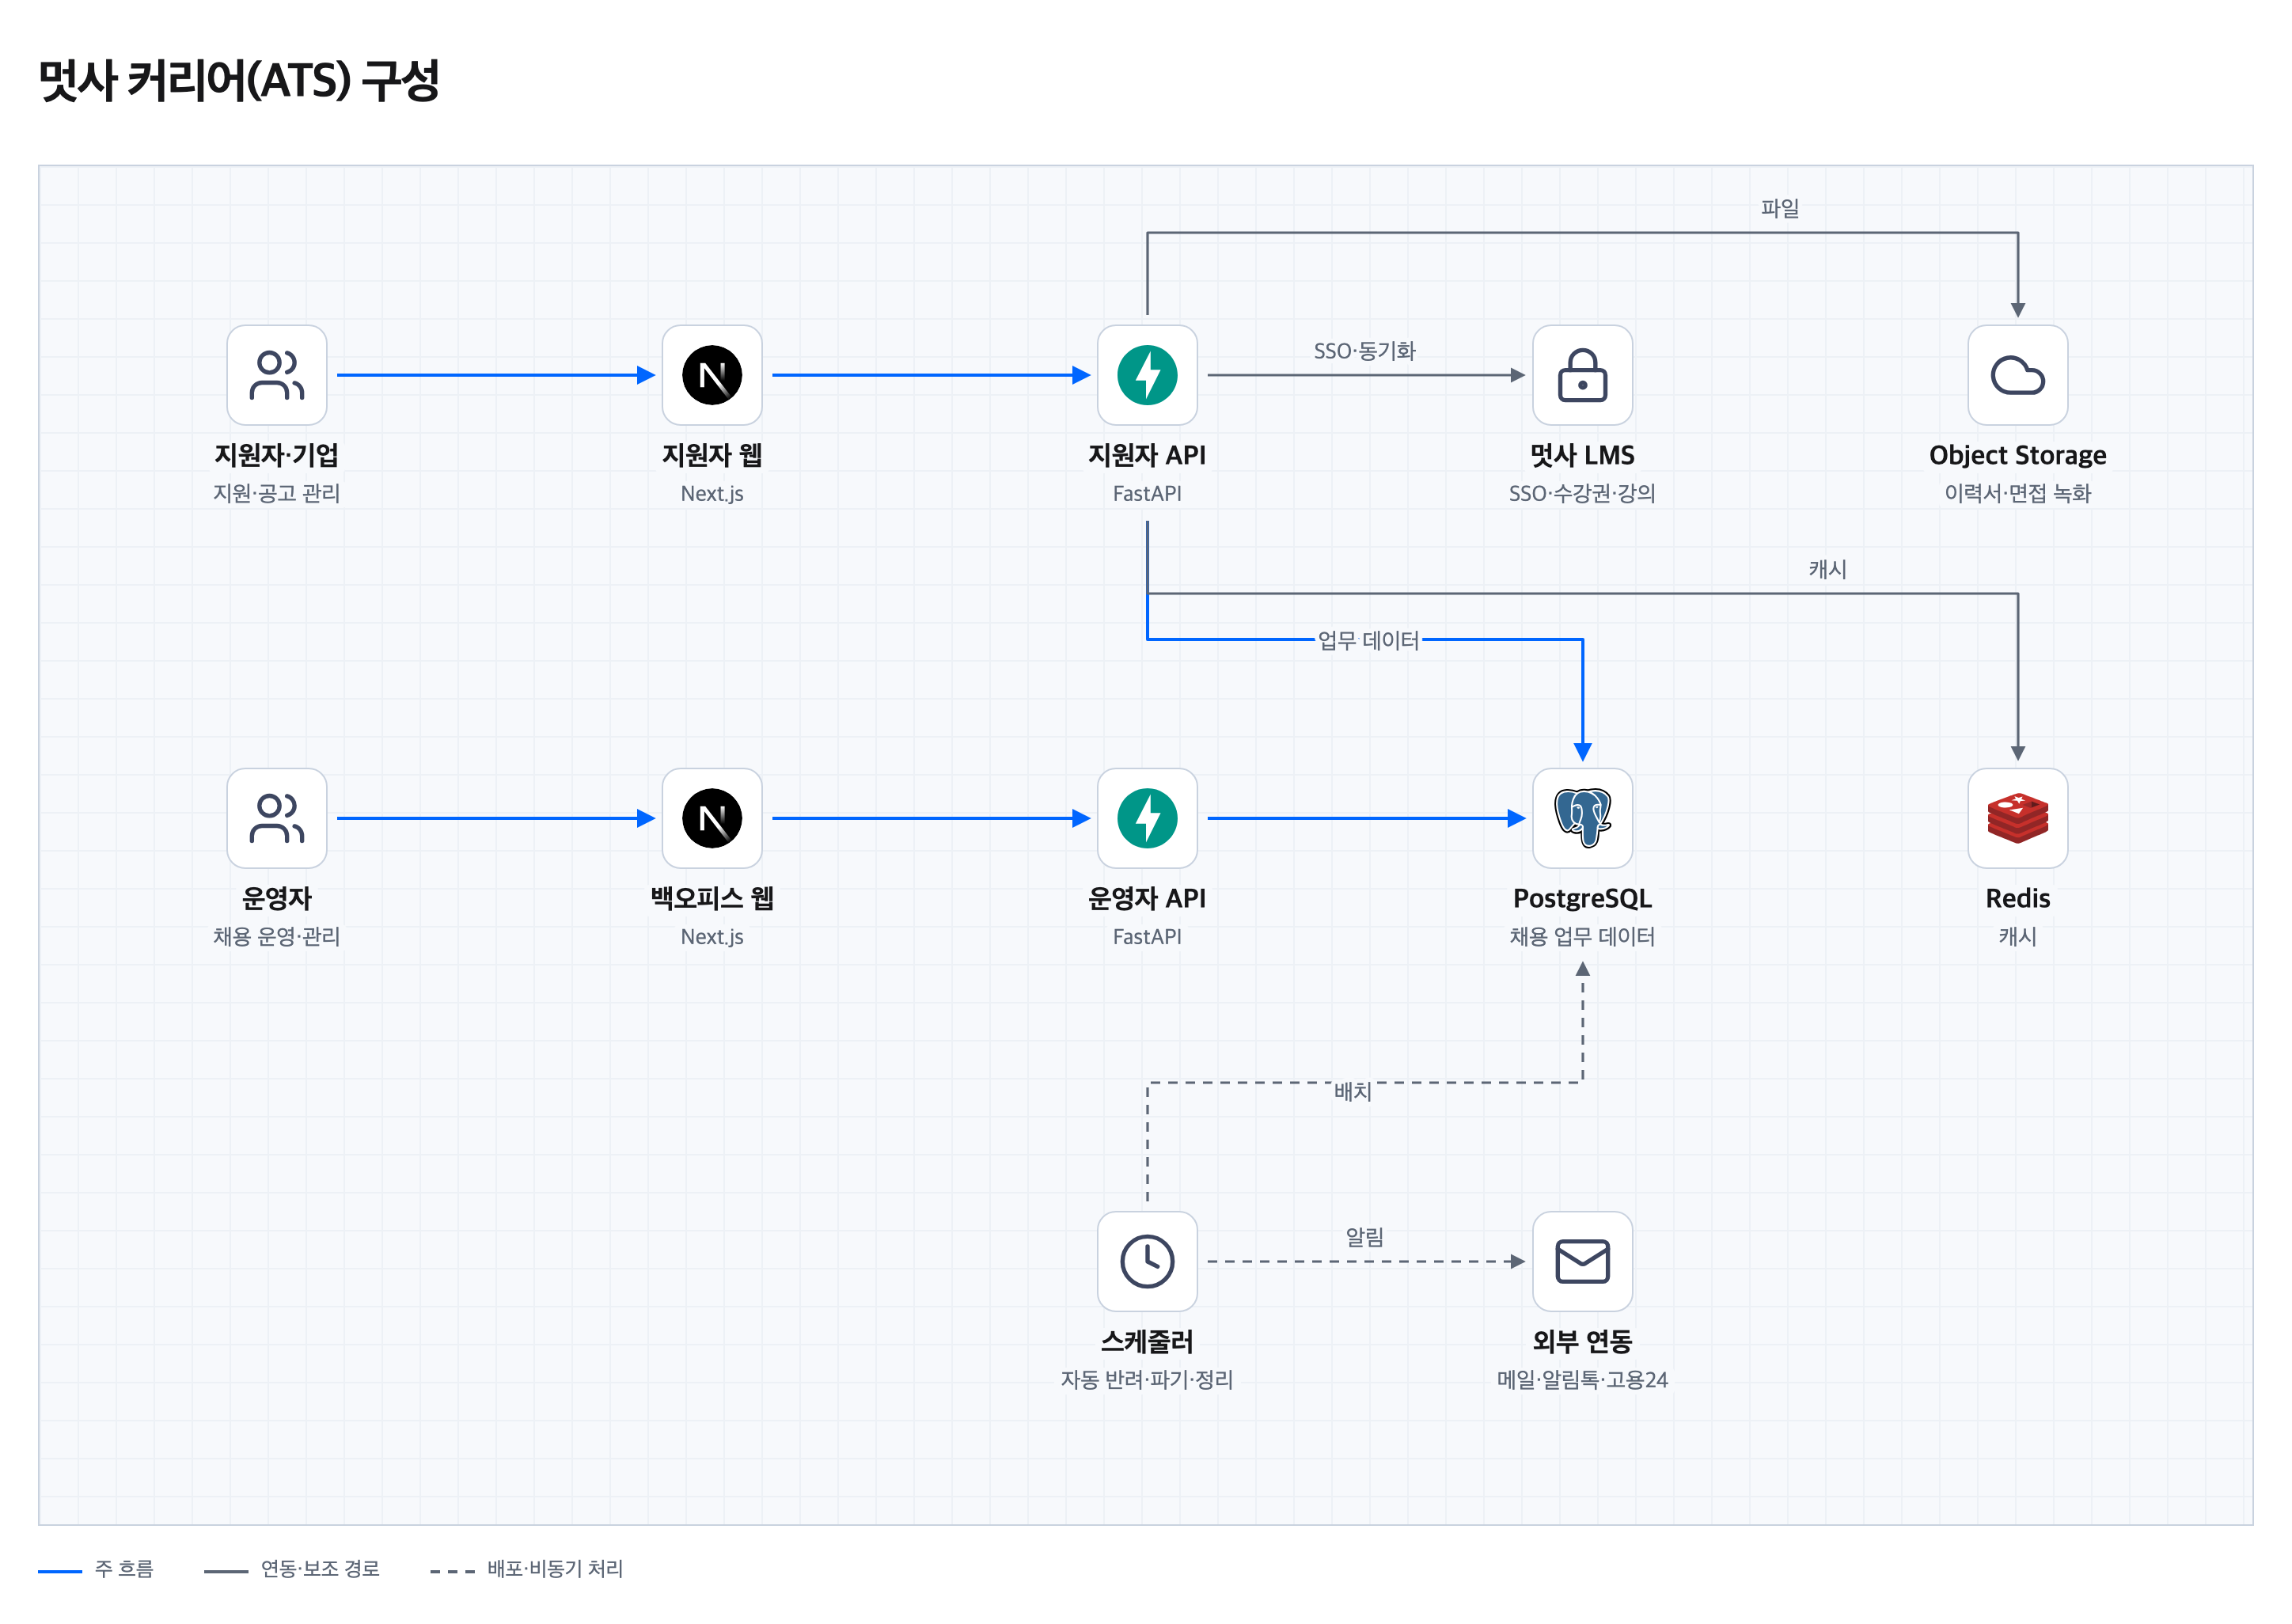 멋사 커리어(ATS) 구성
파일
SSO·동기화
지원자·기업
지원·공고 관리
지원자 웹
Next.js
지원자 API
FastAPI
멋사 LMS
SSO·수강권·강의
Object Storage
이력서·면접 녹화
캐시
업무 데이터
운영자
채용 운영·관리
백오피스 웹
Next.js
운영자 API
FastAPI
PostgreSQL
채용 업무 데이터
Redis
캐시
배치
알림
스케줄러
자동 반려·파기·정리
외부 연동
메일·알림톡·고용24
주 흐름
연동·보조 경로
배포·비동기 처리